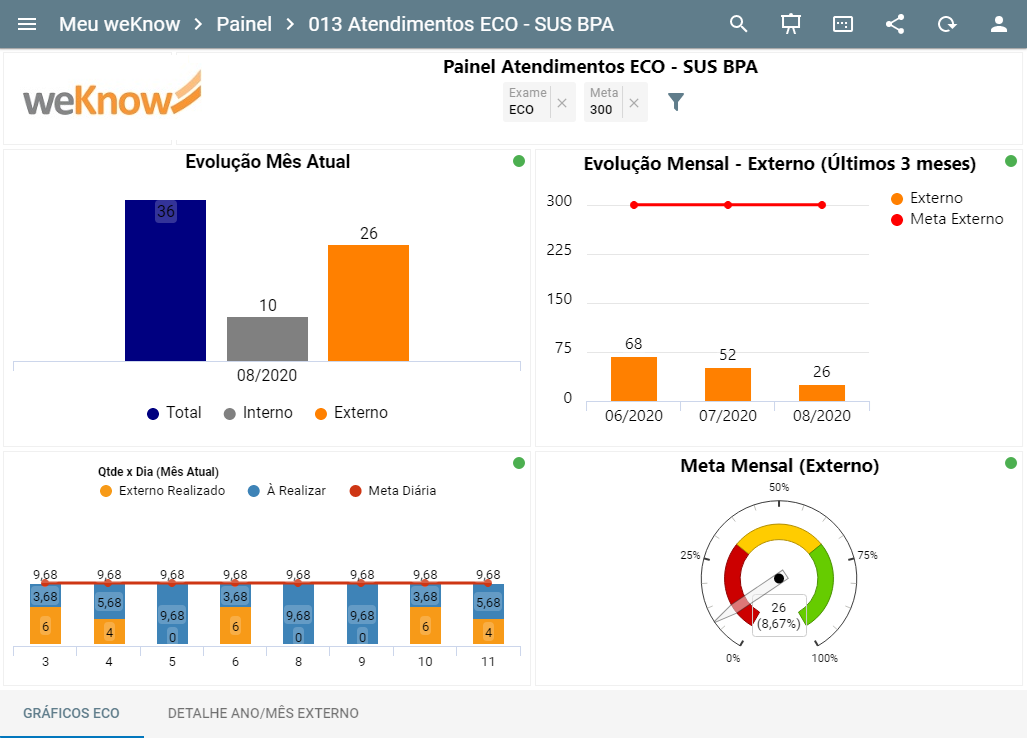 Meu weKnow > Painel > 013 Atendimentos ECO - SUS BPA
weKnow
Painel Atendimentos ECO - SUS BPA
Exame
ECO
Meta
300
Evolução Mês Atual
36
10
26
08/2020
Total Interno Externo
Evolução Mensal - Externo (Últimos 3 meses)
300
225
150
75
0
68
52
26
06/2020 07/2020 08/2020
Externo
Meta Externo
Qtde x Dia (Mês Atual)
Externo Realizado À Realizar Meta Diária
9,68 9,68 9,68 9,68 9,68 9,68 9,68 9,68
3,68 5,68 9,68 3,68 9,68 9,68 3,68 5,68
6 4 0 6 0 0 6 4
3 4 5 6 8 9 10 11
Meta Mensal (Externo)
50%
25%
75%
26
(8,67%)
0%
100%
GRÁFICOS ECO DETALHE ANO/MÊS EXTERNO